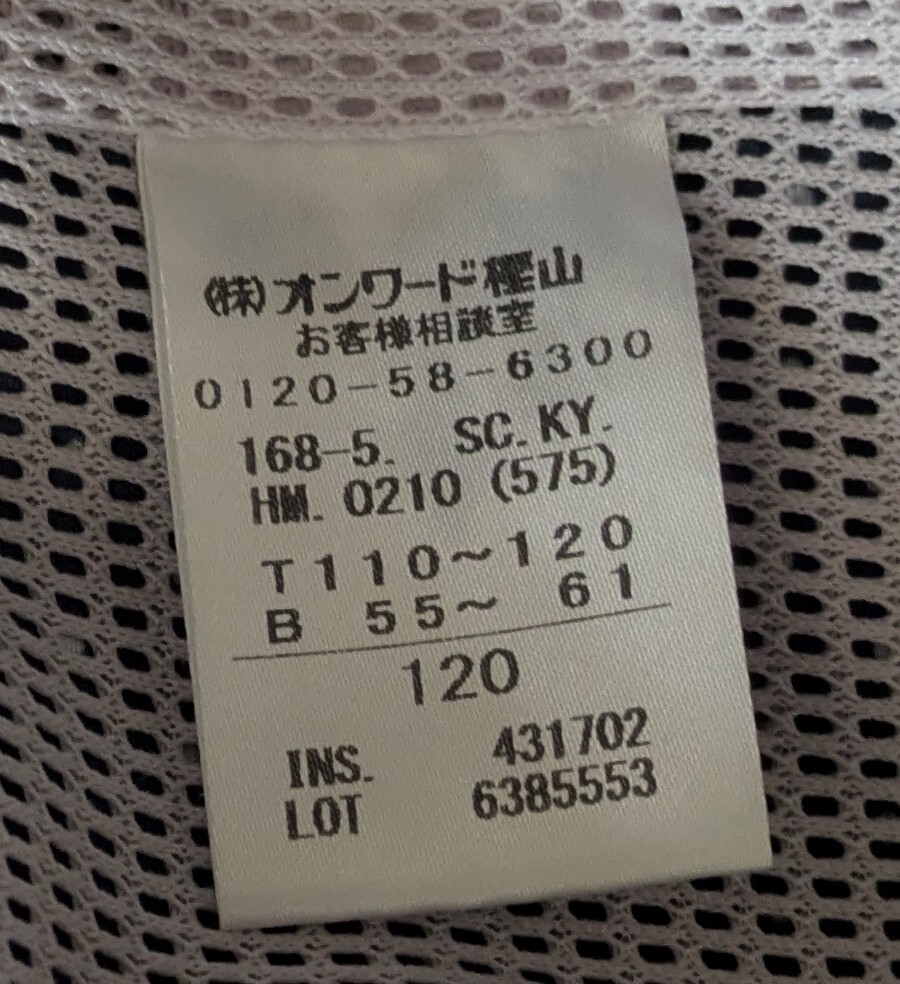 (株)オンワード樫山
お客様相談室
0120-58-6300
168-5. SC. KY.
HM. 0210 (575)
T110~120
B 55~ 61
120
INS. 431702
LOT 6385553